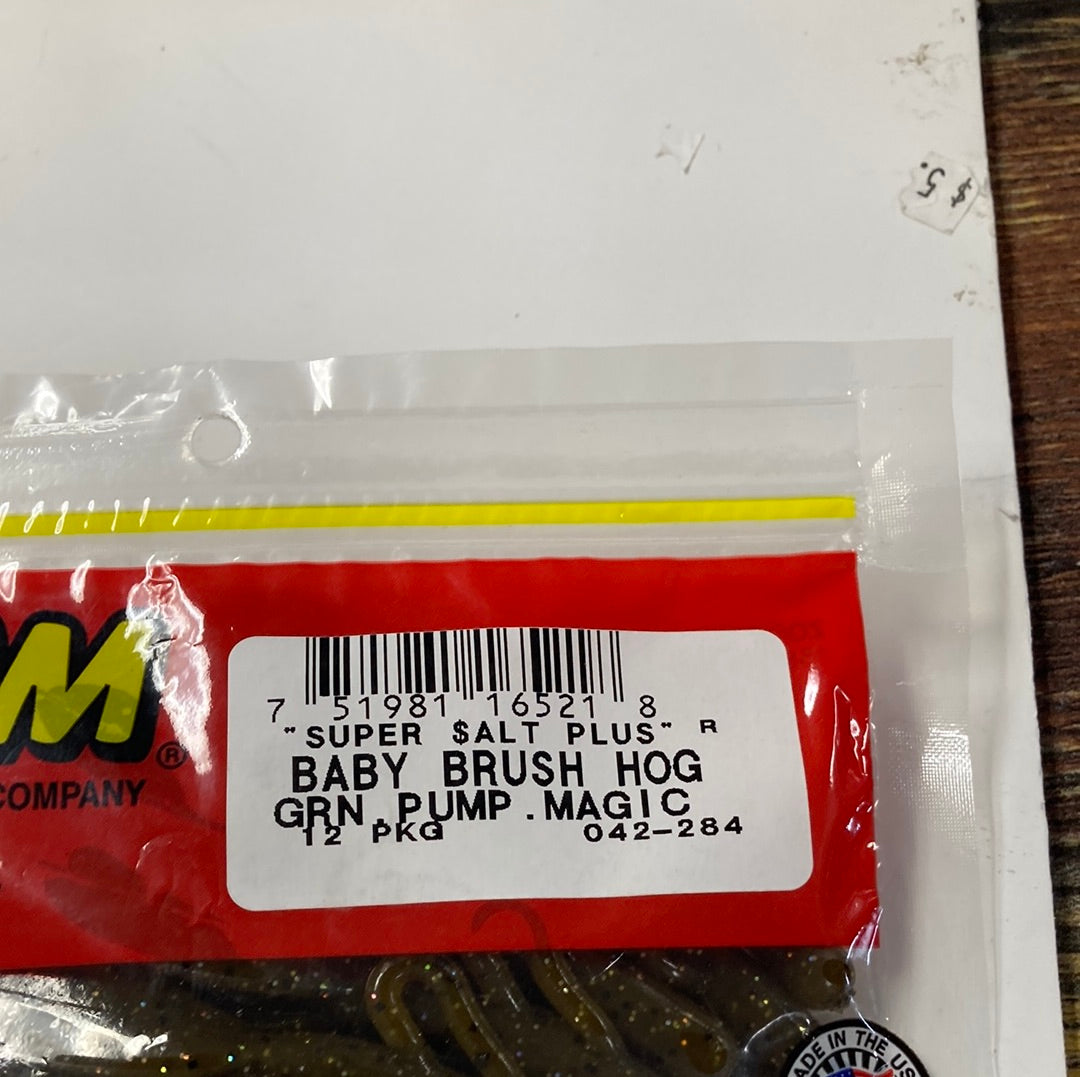 $ 5.
M ®
COMPANY
7 51981 16521 8
"SUPER $ALT PLUS" R
BABY BRUSH HOG
GRN.PUMP.MAGIC
12 PKG 042-284
ADE IN THE US